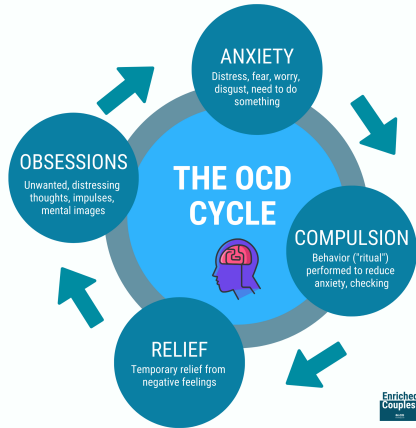 ANXIETY
Distress, fear, worry,
disgust, need to do
something
OBSESSIONS
Unwanted, distressing
thoughts, impulses,
mental images
THE OCD
CYCLE
COMPULSION
Behavior ("ritual")
performed to reduce
anxiety, checking
RELIEF
Temporary relief from
negative feelings
Enriched
Couples